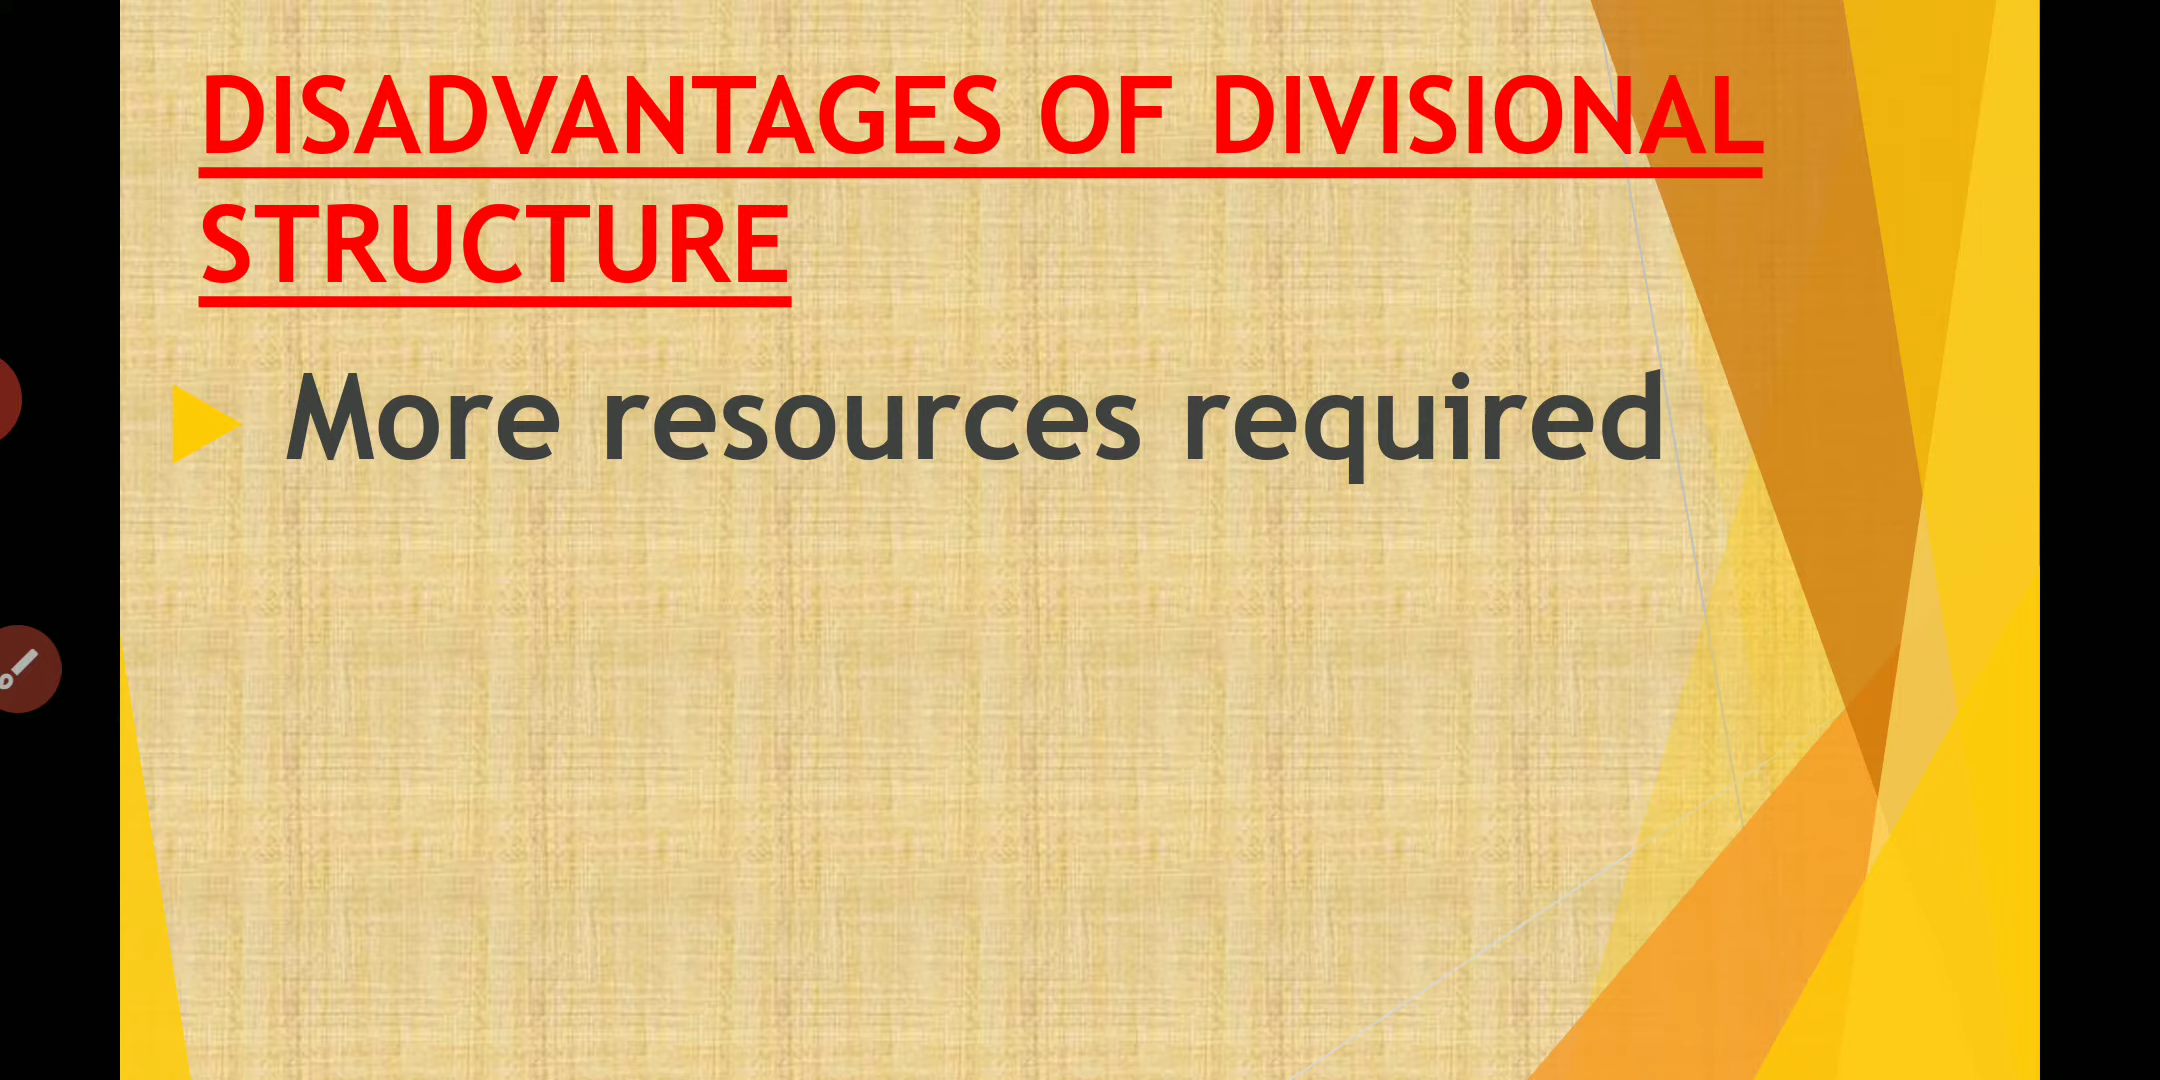 DISADVANTAGES OF DIVISIONAL
STRUCTURE
More resources required